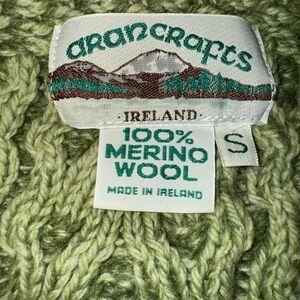 arancrafts
·IRELAND·
100%
MERINO
WOOL
MADE IN IRELAND
S